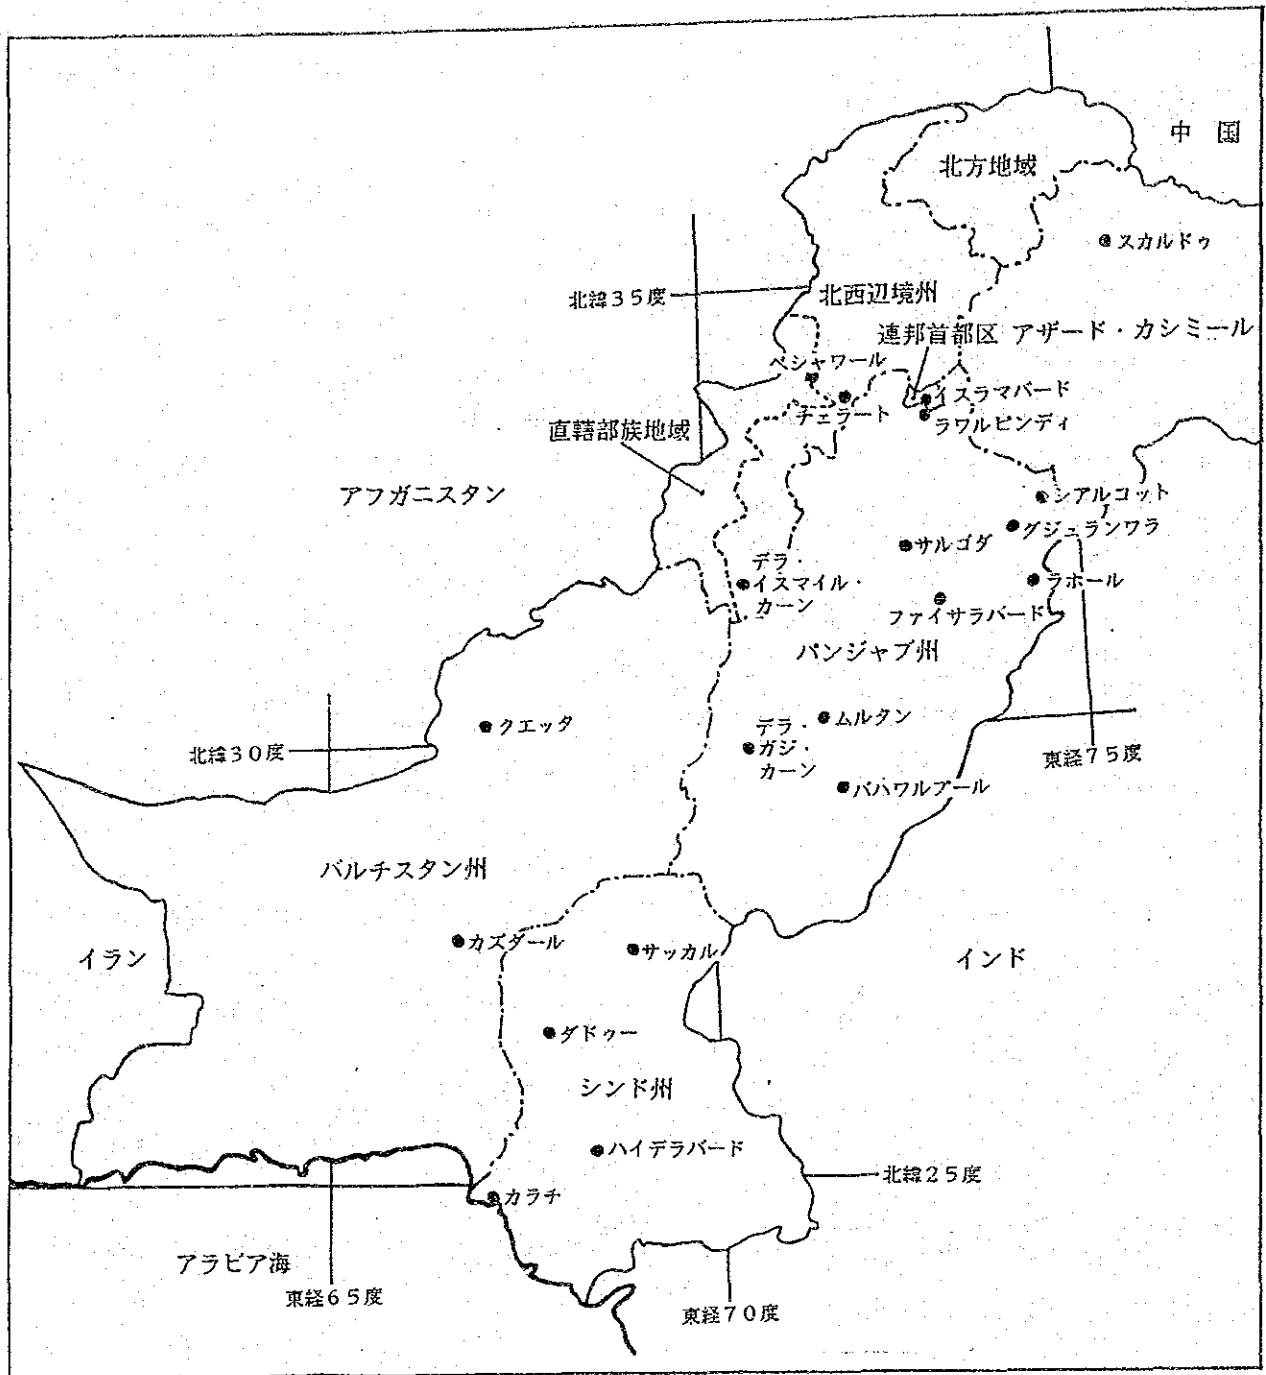 中 国
北方地域
スカルドゥ
北緯35度
北西辺境州
連邦首都区 アザード・カシミール
ペシャワール
イスラマバード
チェラート
ラワルピンディ
直轄部族地域
アフガニスタン
シアルコット
グジュランワラ
サルゴダ
デラ・
イスマイル・
カーン
ラホール
ファイサラバード
パンジャブ州
クエッタ
ムルタン
デラ・
ガジ・
カーン
北緯30度
東経75度
バハワルプール
バルチスタン州
カズダール
サッカル
イラン
インド
ダドゥー
シンド州
ハイデラバード
北緯25度
カラチ
アラビア海
東経65度
東経70度